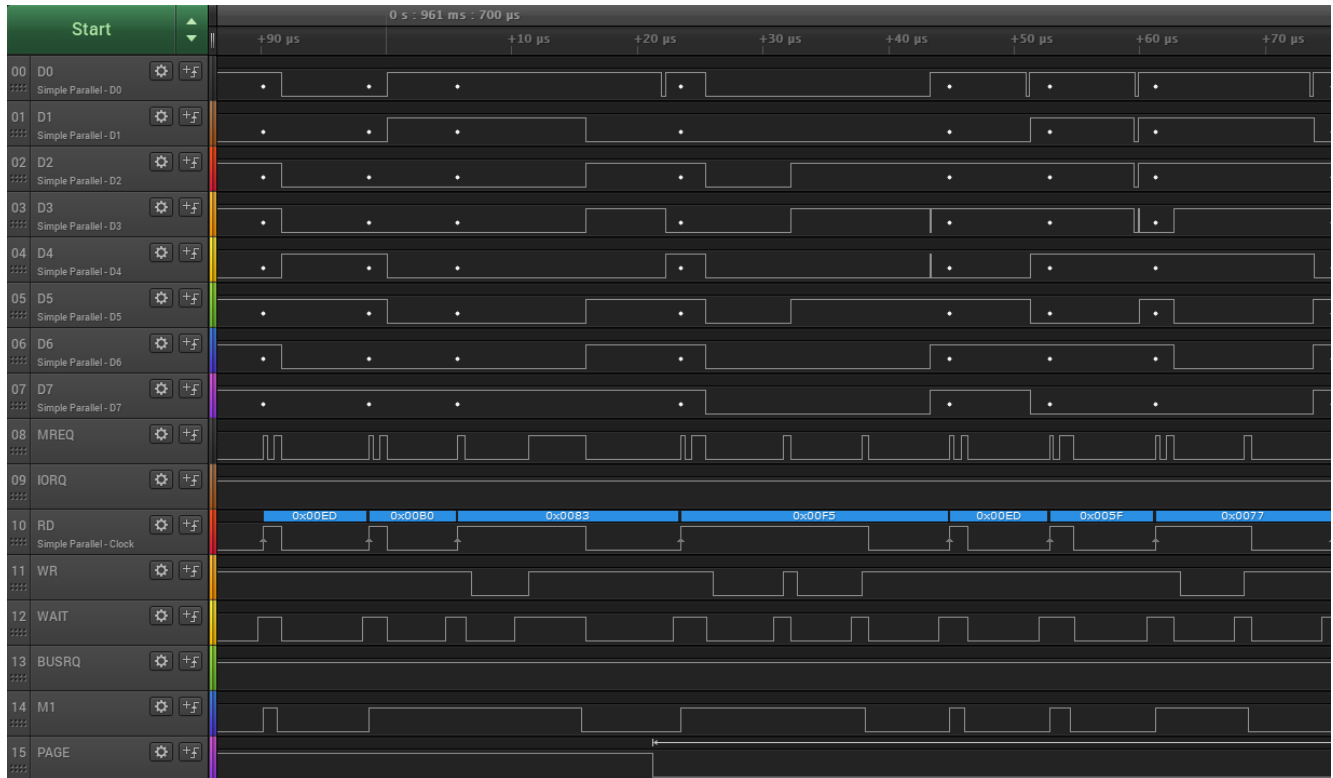 Start
0 s : 961 ms : 700 µs
+90 µs +10 µs +20 µs +30 µs +40 µs +50 µs +60 µs +70 µs
00 D0
Simple Parallel - D0
01 D1
Simple Parallel - D1
02 D2
Simple Parallel - D2
03 D3
Simple Parallel - D3
04 D4
Simple Parallel - D4
05 D5
Simple Parallel - D5
06 D6
Simple Parallel - D6
07 D7
Simple Parallel - D7
08 MREQ
09 IORQ
0x00ED 0x00B0 0x0083 0x00F5 0x00ED 0x005F 0x0077
10 RD
Simple Parallel - Clock
11 WR
12 WAIT
13 BUSRQ
14 M1
15 PAGE